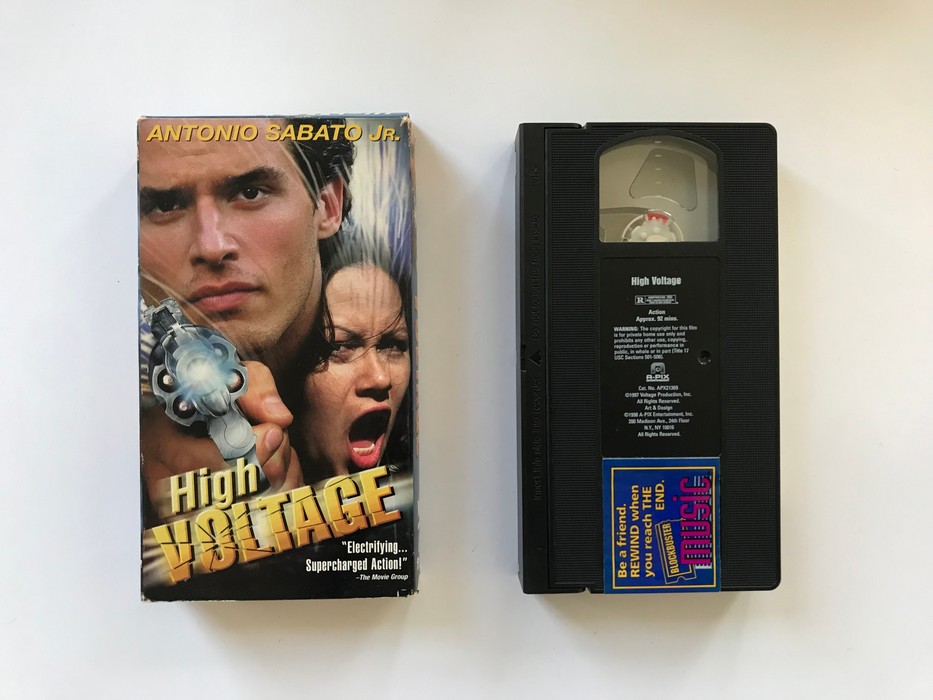 ANTONIO SABATO JR.
High
VOLTAGE
"Electrifying...
Supercharged Action!"
–The Movie Group
High Voltage
R
Action
Approx. 92 mins.
WARNING: The copyright for this film
is for private home use only and
prohibits any other use, copying,
reproduction or performance in
public, in whole or in part (Title 17
USC Sections 501-506).
A-PIX
Cat. No. APX21369
©1997 Voltage Production, Inc.
All Rights Reserved.
Art & Design
©1998 A-PIX Entertainment, Inc.
200 Madison Ave., 24th Floor
N.Y., NY 10016
All Rights Reserved.
Be a friend.
REWIND when
you reach THE
END.
BLOCKBUSTER
music